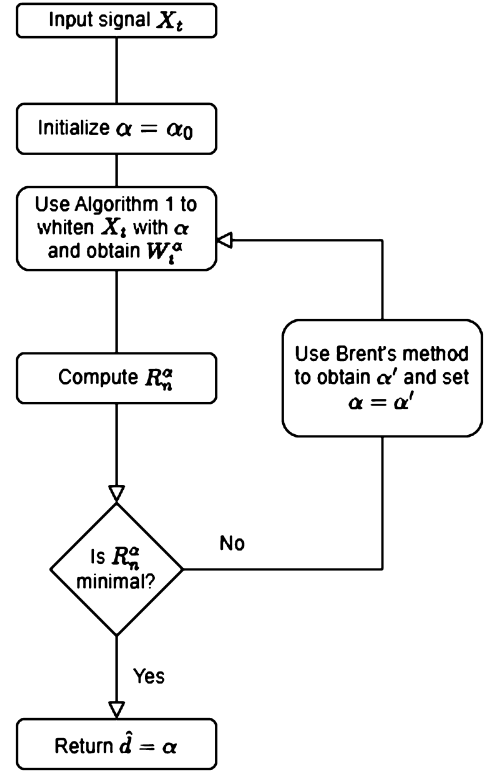 Input signal X_t
Initialize α = α_0
Use Algorithm 1 to
whiten X_t with α
and obtain W_t^α
Compute R_n^α
Use Brent's method
to obtain α′ and set
α = α′
Is R_n^α
minimal?
No
Yes
Return d̂ = α